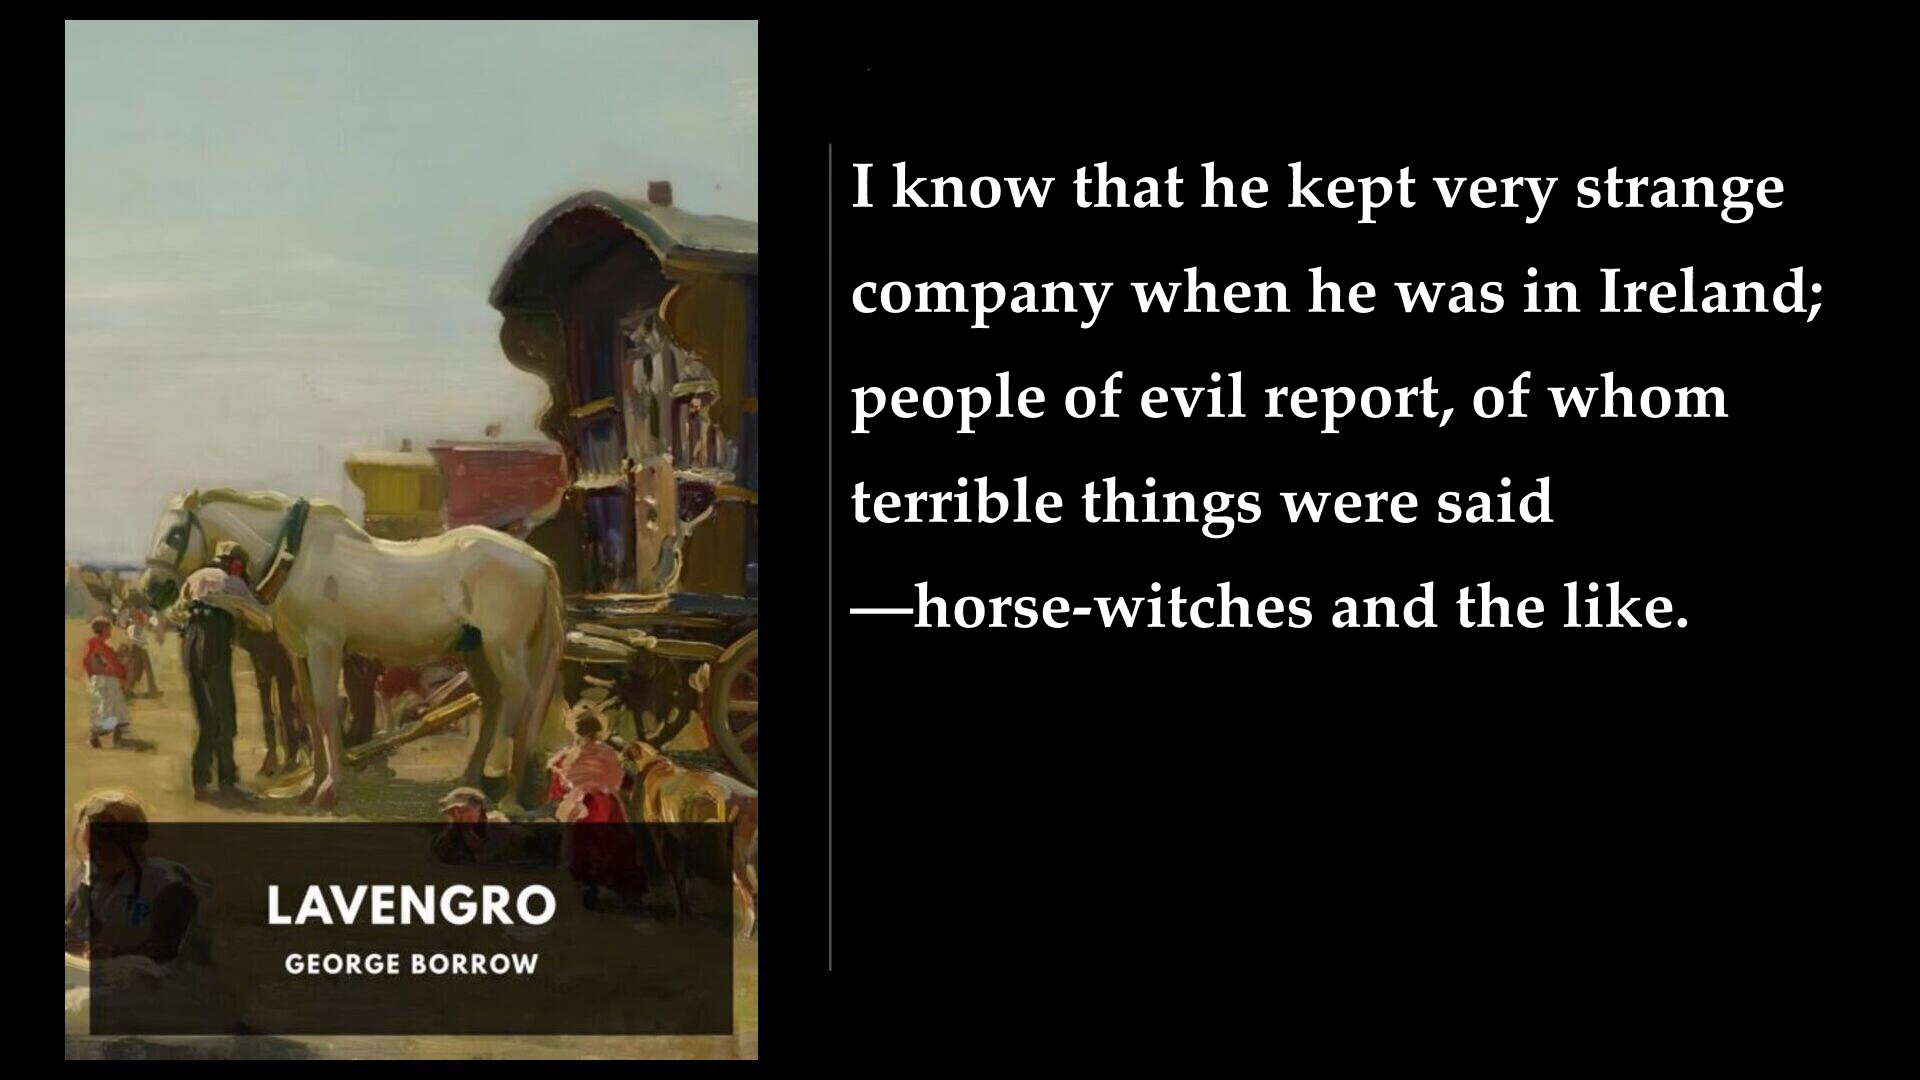 I know that he kept very strange
company when he was in Ireland;
people of evil report, of whom
terrible things were said
—horse-witches and the like.
LAVENGRO
GEORGE BORROW